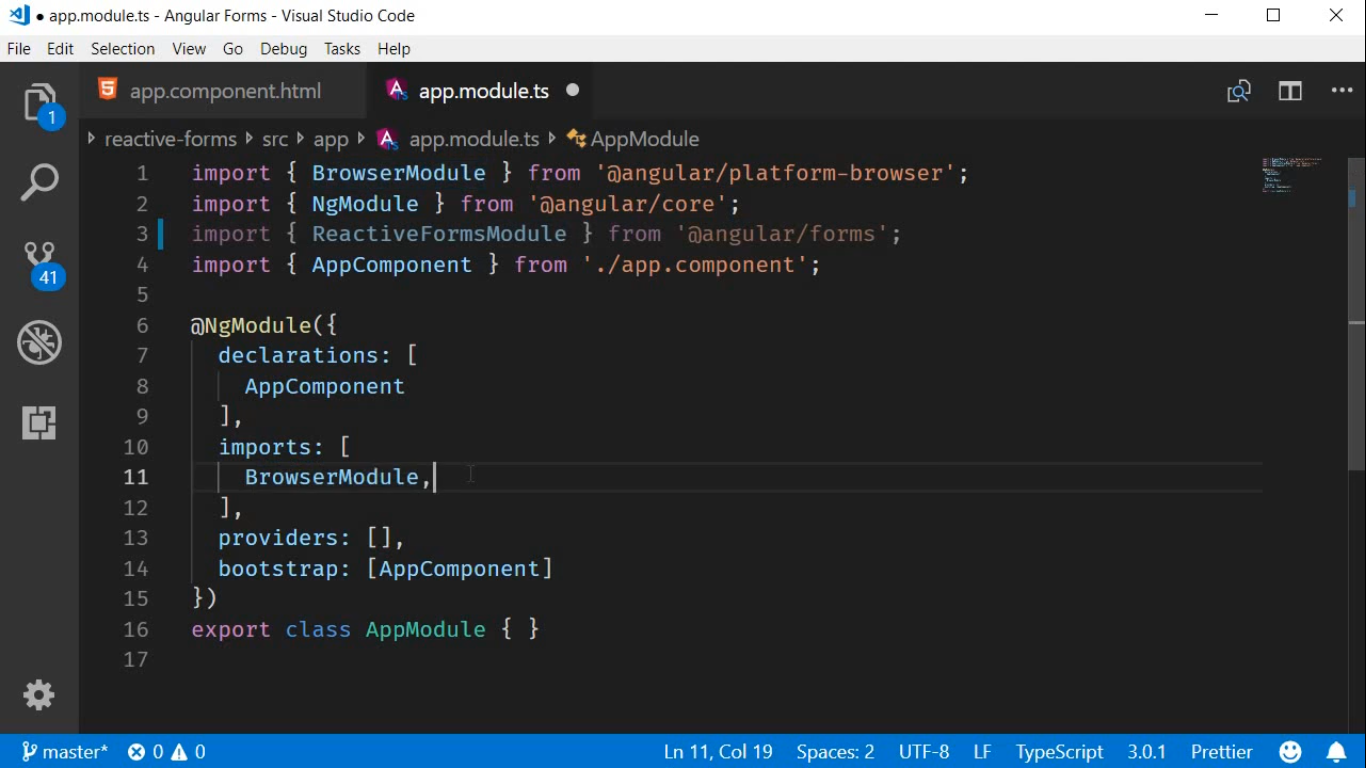 ● app.module.ts - Angular Forms - Visual Studio Code
File Edit Selection View Go Debug Tasks Help
app.component.html app.module.ts ●
1
reactive-forms src app app.module.ts AppModule
1 import { BrowserModule } from '@angular/platform-browser';
2 import { NgModule } from '@angular/core';
3 import { ReactiveFormsModule } from '@angular/forms';
4 import { AppComponent } from './app.component';
41
5
6 @NgModule({
7 declarations: [
8 AppComponent
9 ],
10 imports: [
11 BrowserModule,
12 ],
13 providers: [],
14 bootstrap: [AppComponent]
15 })
16 export class AppModule { }
17
master* 0 0 Ln 11, Col 19 Spaces: 2 UTF-8 LF TypeScript 3.0.1 Prettier